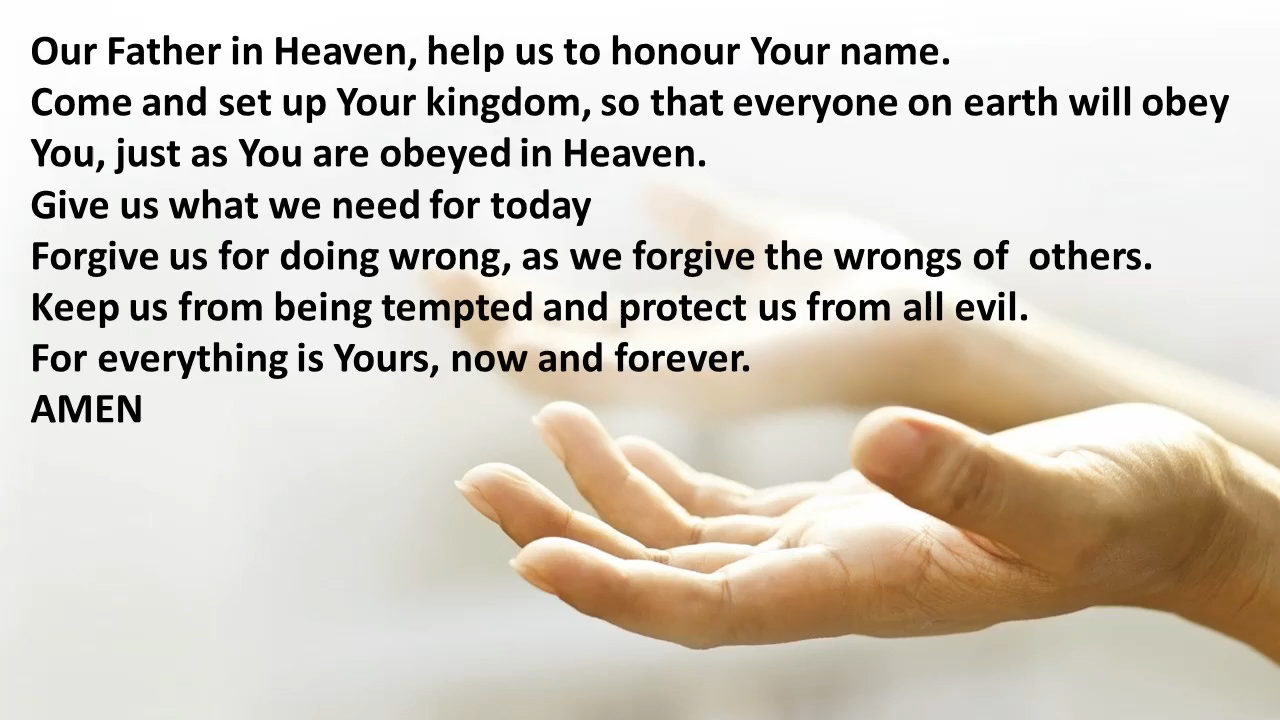 Our Father in Heaven, help us to honour Your name.
Come and set up Your kingdom, so that everyone on earth will obey
You, just as You are obeyed in Heaven.
Give us what we need for today
Forgive us for doing wrong, as we forgive the wrongs of  others.
Keep us from being tempted and protect us from all evil.
For everything is Yours, now and forever.
AMEN